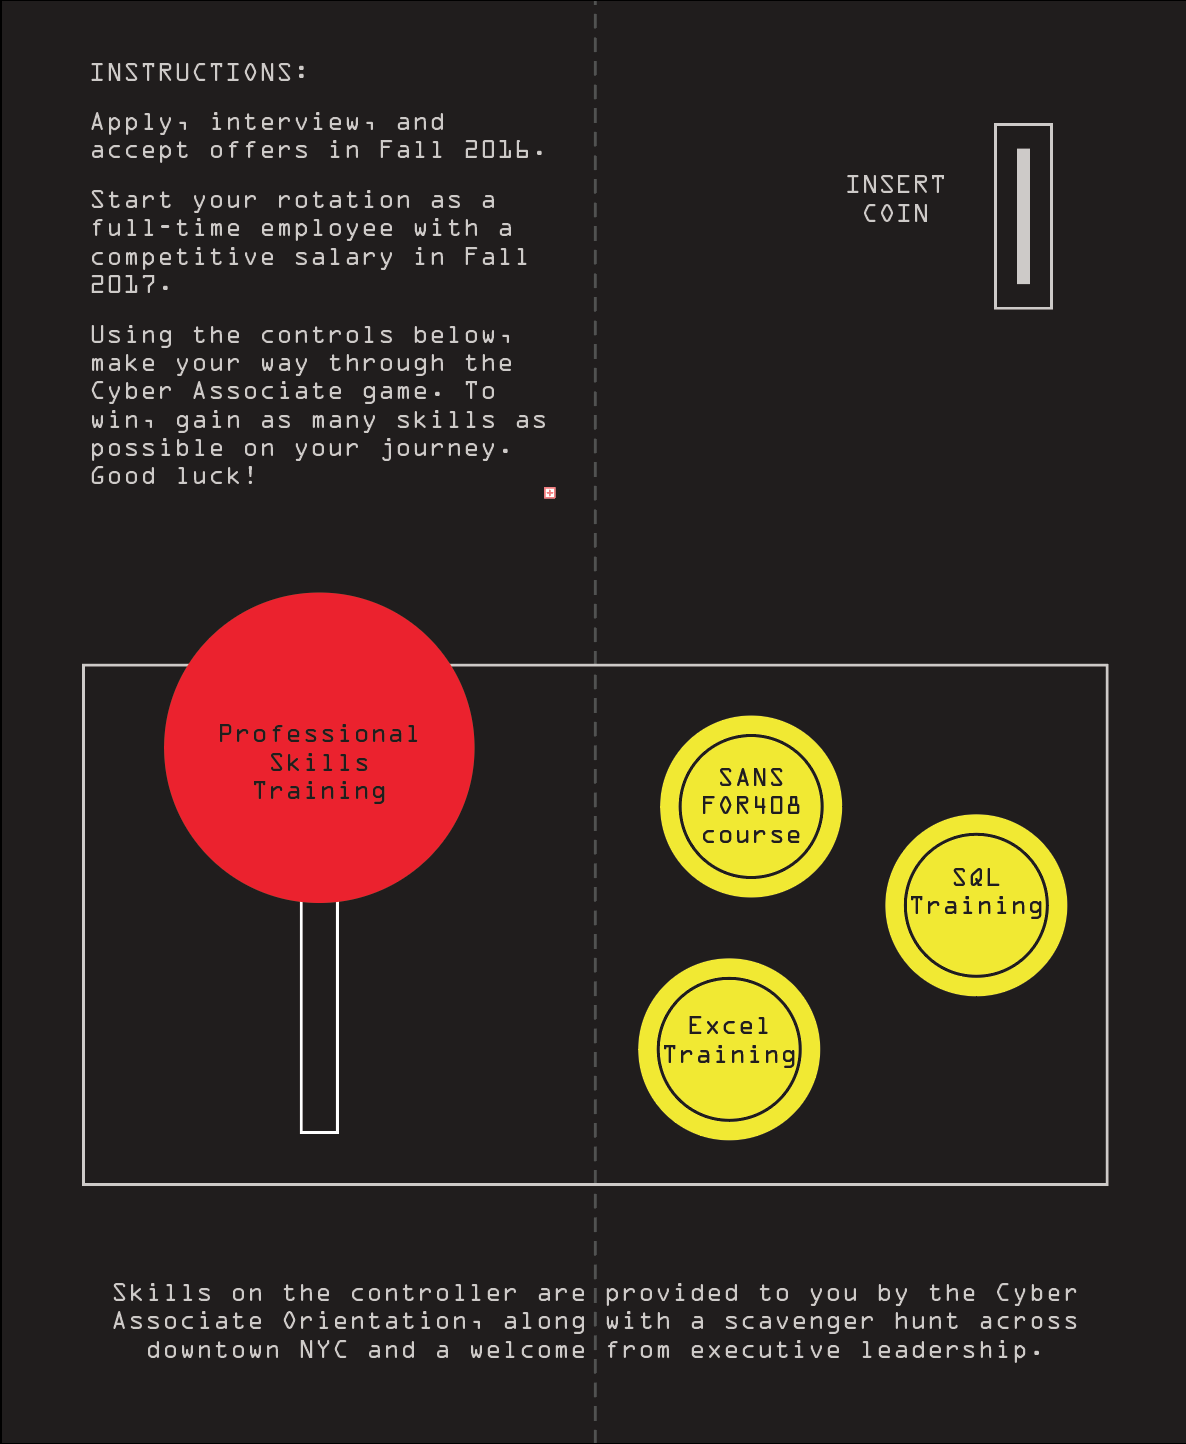 INSTRUCTIONS:
Apply, interview, and
accept offers in Fall 2016.
Start your rotation as a
full-time employee with a
competitive salary in Fall
2017.
Using the controls below,
make your way through the
Cyber Associate game. To
win, gain as many skills as
possible on your journey.
Good luck!
INSERT
COIN
Professional
Skills
Training
SANS
FOR408
course
SQL
Training
Excel
Training
Skills on the controller are provided to you by the Cyber
Associate Orientation, along with a scavenger hunt across
downtown NYC and a welcome from executive leadership.